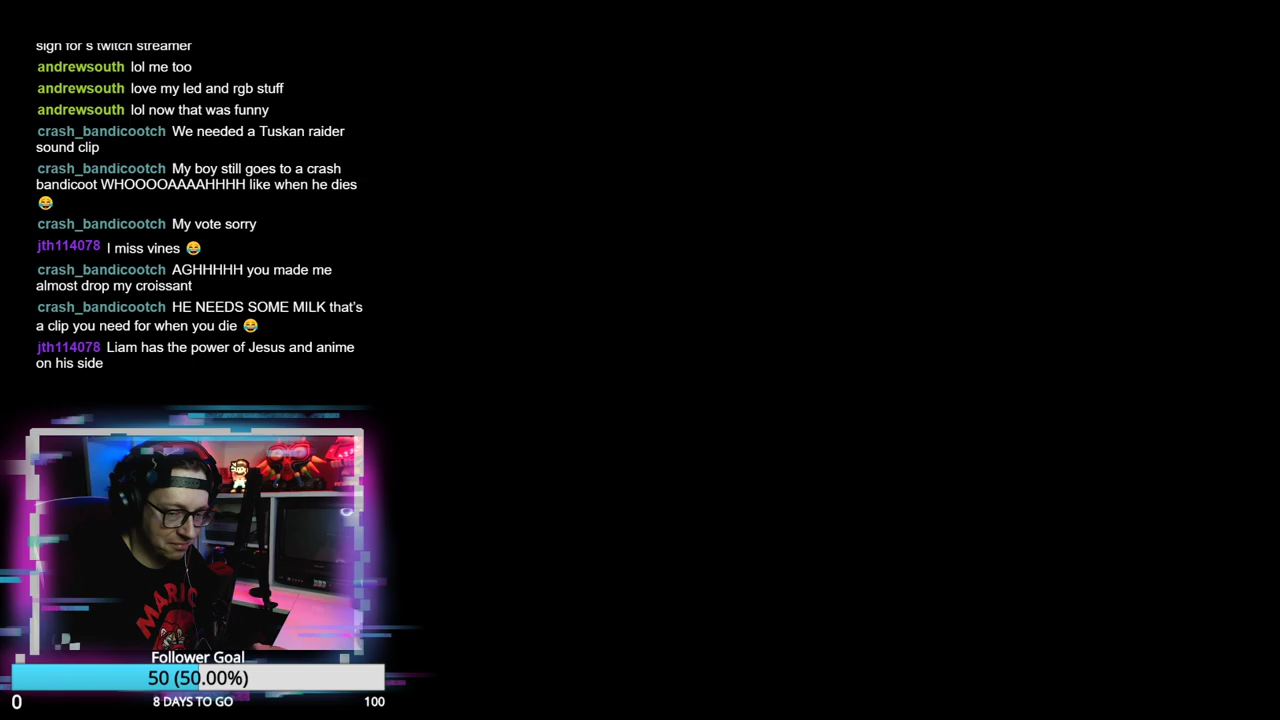 sign for s twitch streamer
andrewsouth lol me too
andrewsouth love my led and rgb stuff
andrewsouth lol now that was funny
crash_bandicootch We needed a Tuskan raider
sound clip
crash_bandicootch My boy still goes to a crash
bandicoot WHOOOOAAAAHHHH like when he dies
😂
crash_bandicootch My vote sorry
jth114078 I miss vines 😂
crash_bandicootch AGHHHHH you made me
almost drop my croissant
crash_bandicootch HE NEEDS SOME MILK that's
a clip you need for when you die 😂
jth114078 Liam has the power of Jesus and anime
on his side
MARIO
Follower Goal
50 (50.00%)
0 8 DAYS TO GO 100